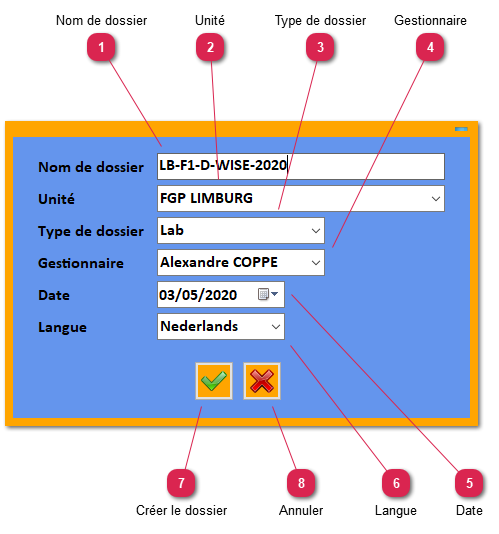 Nom de dossier Unité Type de dossier Gestionnaire
1 2 3 4
Nom de dossier LB-F1-D-WISE-2020
Unité FGP LIMBURG
Type de dossier Lab
Gestionnaire Alexandre COPPE
Date 03/05/2020
Langue Nederlands
7 8 6 5
Créer le dossier Annuler Langue Date